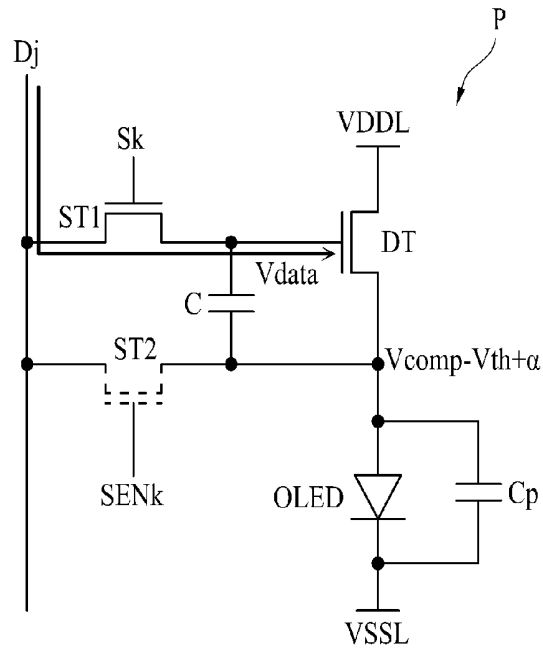 P
Dj
VDDL
Sk
ST1
DT
Vdata
C
ST2
Vcomp-Vth+α
SENk
OLED
Cp
VSSL